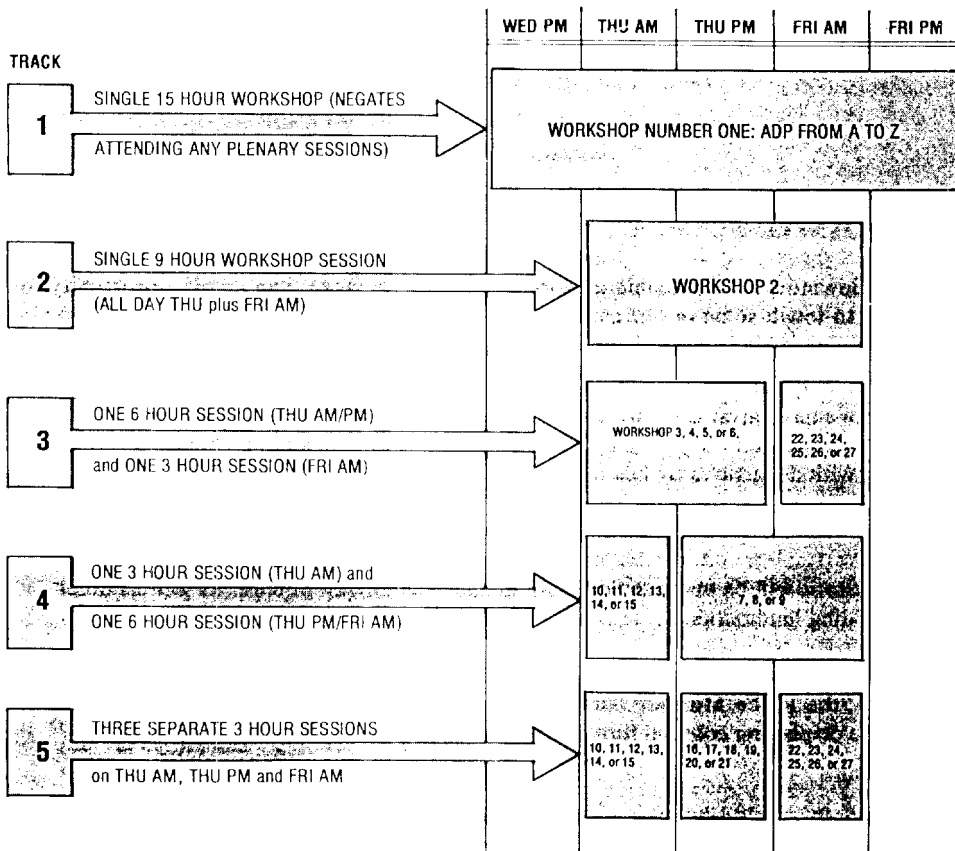 WED PM THU AM THU PM FRI AM FRI PM
TRACK
1
SINGLE 15 HOUR WORKSHOP (NEGATES
ATTENDING ANY PLENARY SESSIONS)
WORKSHOP NUMBER ONE: ADP FROM A TO Z
2
SINGLE 9 HOUR WORKSHOP SESSION
(ALL DAY THU plus FRI AM)
WORKSHOP 2
3
ONE 6 HOUR SESSION (THU AM/PM)
and ONE 3 HOUR SESSION (FRI AM)
WORKSHOP 3, 4, 5, or 6,
22, 23, 24,
25, 26, or 27
4
ONE 3 HOUR SESSION (THU AM) and
ONE 6 HOUR SESSION (THU PM/FRI AM)
10, 11, 12, 13,
14, or 15
7, 8, or 9
5
THREE SEPARATE 3 HOUR SESSIONS
on THU AM, THU PM and FRI AM
10, 11, 12, 13,
14, or 15
16, 17, 18, 19,
20, or 21
22, 23, 24,
25, 26, or 27